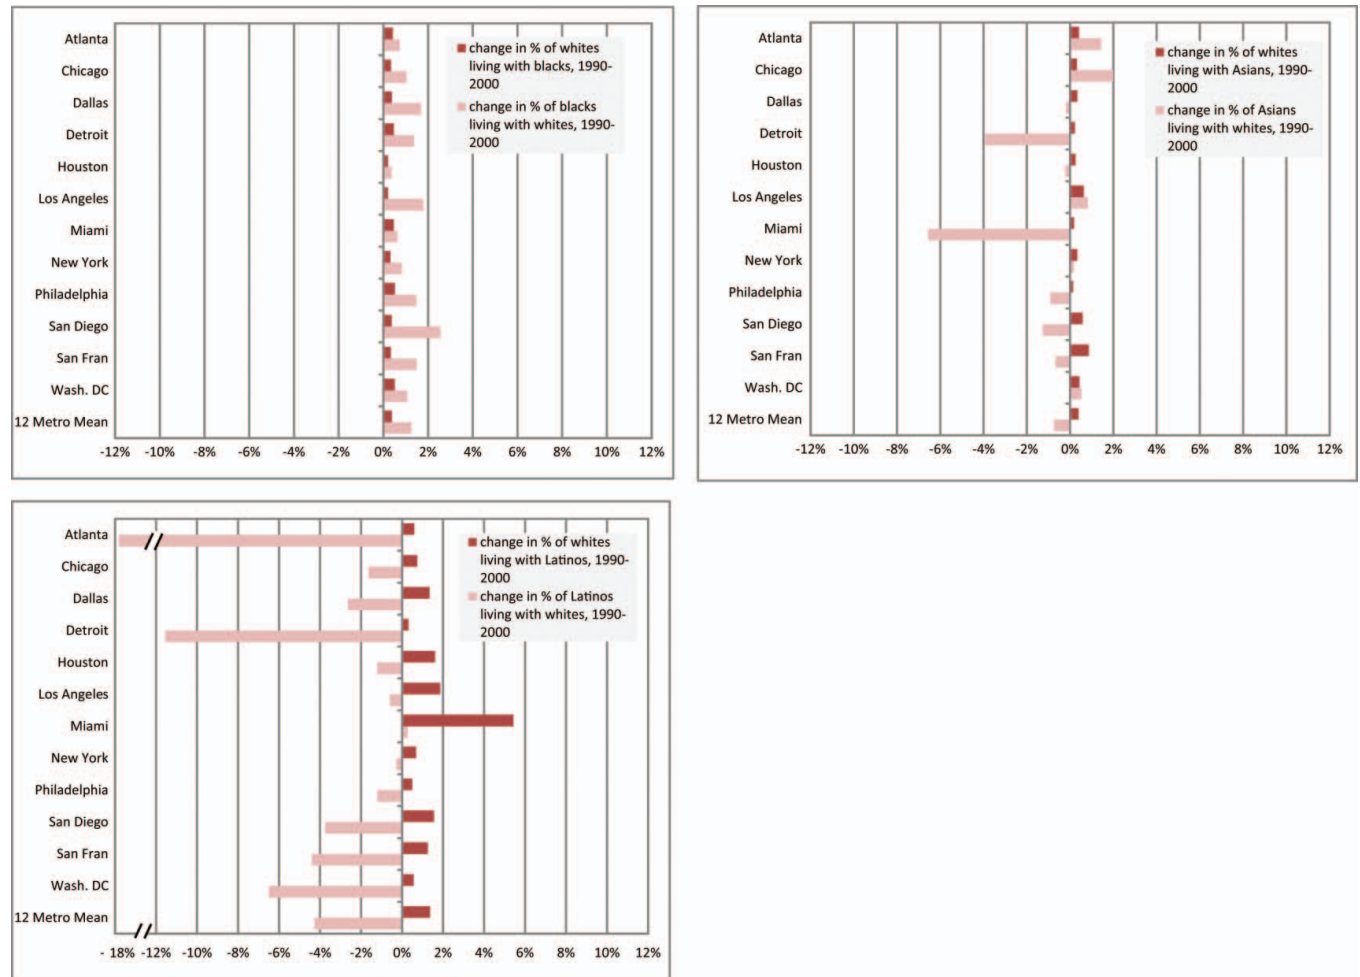 Atlanta
Chicago
Dallas
Detroit
Houston
Los Angeles
Miami
New York
Philadelphia
San Diego
San Fran
Wash. DC
12 Metro Mean
-12% -10% -8% -6% -4% -2% 0% 2% 4% 6% 8% 10% 12%
change in % of whites
living with blacks, 1990-
2000
change in % of blacks
living with whites, 1990-
2000
Atlanta
Chicago
Dallas
Detroit
Houston
Los Angeles
Miami
New York
Philadelphia
San Diego
San Fran
Wash. DC
12 Metro Mean
-12% -10% -8% -6% -4% -2% 0% 2% 4% 6% 8% 10% 12%
change in % of whites
living with Asians, 1990-
2000
change in % of Asians
living with whites, 1990-
2000
Atlanta
Chicago
Dallas
Detroit
Houston
Los Angeles
Miami
New York
Philadelphia
San Diego
San Fran
Wash. DC
12 Metro Mean
- 18% -12% -10% -8% -6% -4% -2% 0% 2% 4% 6% 8% 10% 12%
change in % of whites
living with Latinos, 1990-
2000
change in % of Latinos
living with whites, 1990-
2000